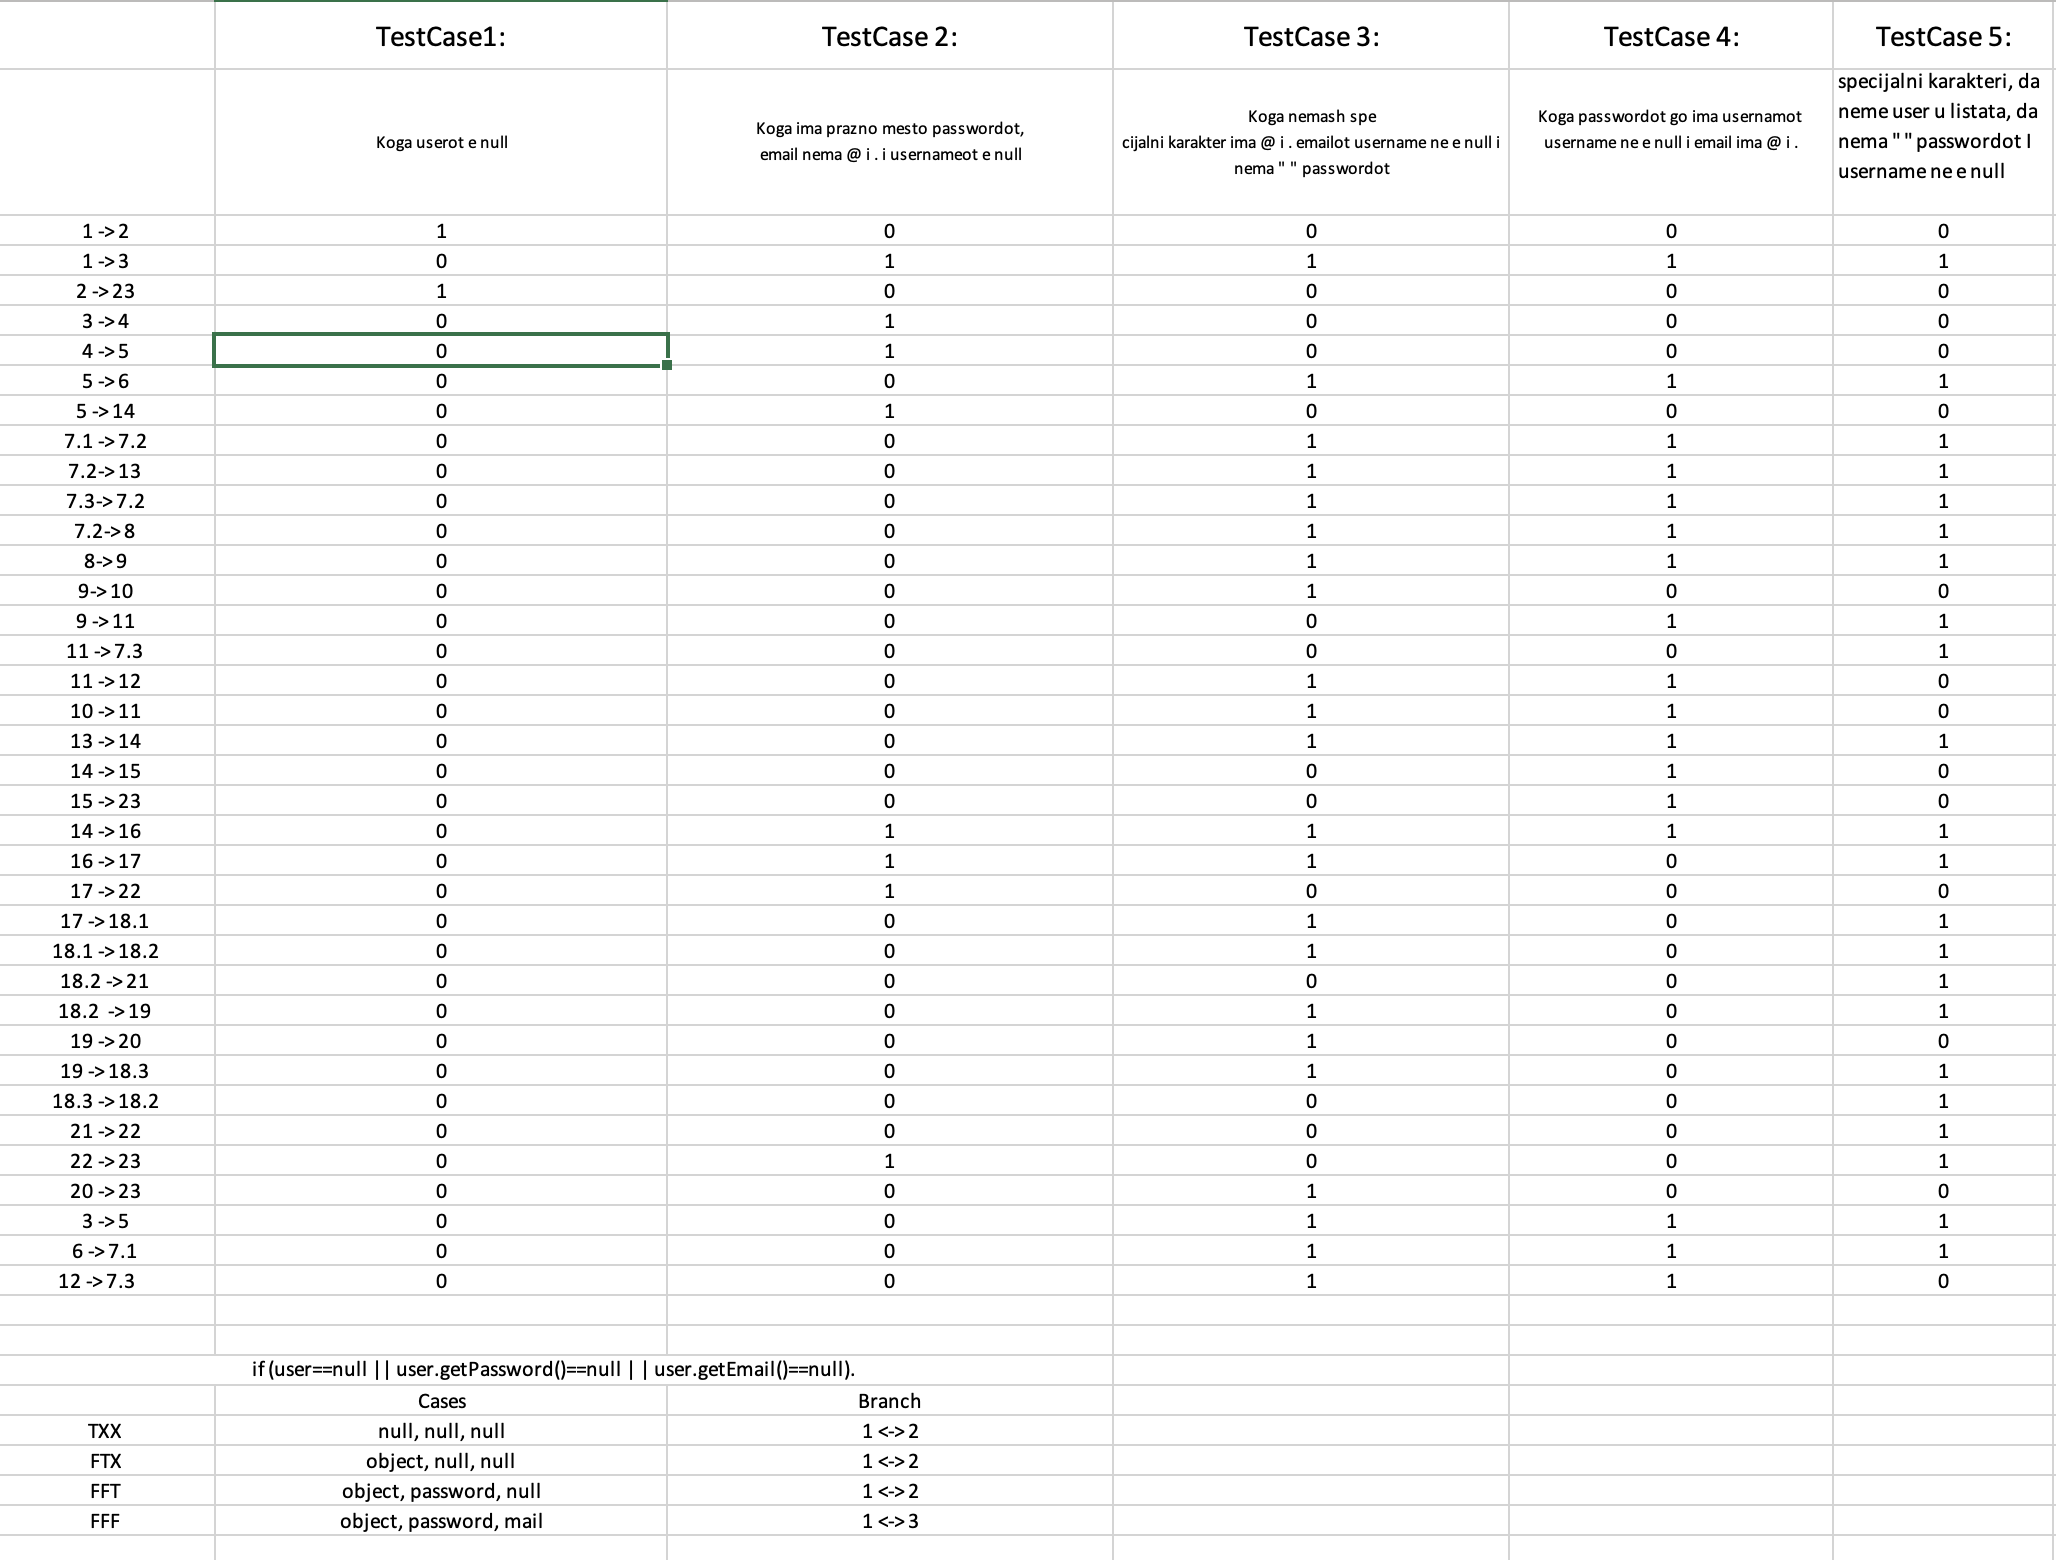 TestCase1: TestCase 2: TestCase 3: TestCase 4: TestCase 5:
Koga userot e null
Koga ima prazno mesto passwordot,
email nema @ i . i usernameot e null
Koga nemash spe
cijalni karakter ima @ i . emailot username ne e null i
nema " " passwordot
Koga passwordot go ima usernamot
username ne e null i email ima @ i .
specijalni karakteri, da
neme user u listata, da
nema " " passwordot I
username ne e null
1 ->2 1 0 0 0 0
1 ->3 0 1 1 1 1
2 ->23 1 0 0 0 0
3 ->4 0 1 0 0 0
4 ->5 0 1 0 0 0
5 ->6 0 0 1 1 1
5 ->14 0 1 0 0 0
7.1 ->7.2 0 0 1 1 1
7.2->13 0 0 1 1 1
7.3->7.2 0 0 1 1 1
7.2->8 0 0 1 1 1
8->9 0 0 1 1 1
9->10 0 0 1 0 0
9 ->11 0 0 0 1 1
11 ->7.3 0 0 0 0 1
11 ->12 0 0 1 1 0
10 ->11 0 0 1 1 0
13 ->14 0 0 1 1 1
14 ->15 0 0 0 1 0
15 ->23 0 0 0 1 0
14 ->16 0 1 1 1 1
16 ->17 0 1 1 0 1
17 ->22 0 1 0 0 0
17 ->18.1 0 0 1 0 1
18.1 ->18.2 0 0 1 0 1
18.2 ->21 0 0 0 0 1
18.2 ->19 0 0 1 0 1
19 ->20 0 0 1 0 0
19 ->18.3 0 0 1 0 1
18.3 ->18.2 0 0 0 0 1
21 ->22 0 0 0 0 1
22 ->23 0 1 0 0 1
20 ->23 0 0 1 0 0
3 ->5 0 0 1 1 1
6 ->7.1 0 0 1 1 1
12 ->7.3 0 0 1 1 0
if (user==null || user.getPassword()==null | | user.getEmail()==null).
Cases Branch
TXX null, null, null 1 <->2
FTX object, null, null 1 <->2
FFT object, password, null 1 <->2
FFF object, password, mail 1 <->3